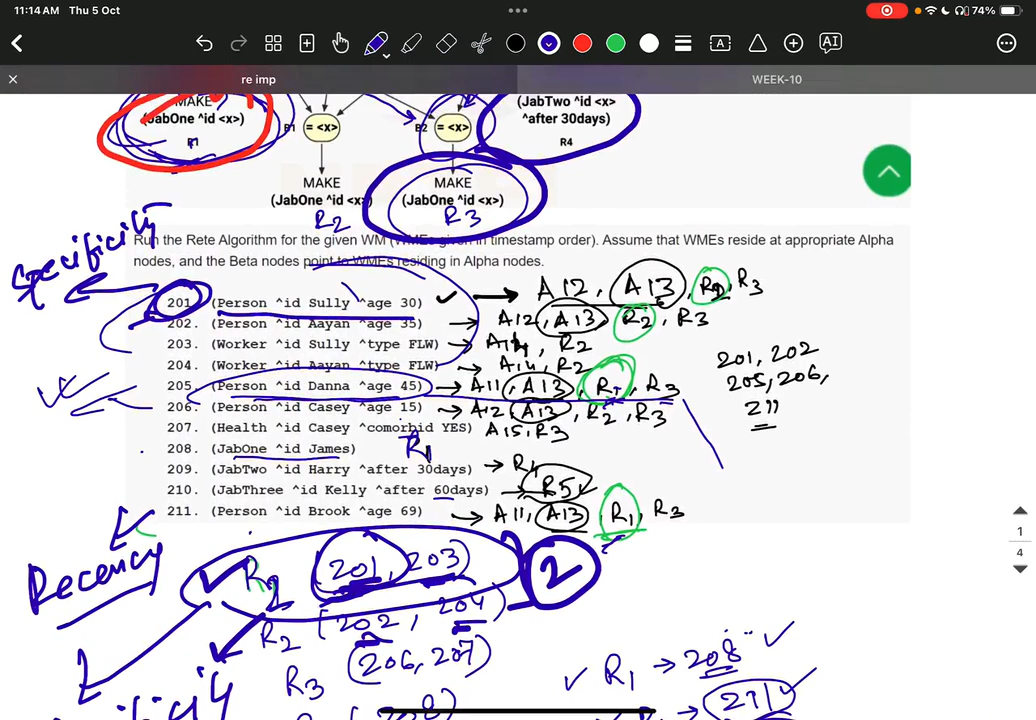 11:14 AM Thu 5 Oct
74%
A
AI
re imp
WEEK-10
MAKE
(JabOne ^id <x>)
R1
B1
= <x>
B2
= <x>
(JabTwo ^id <x>
^after 30days)
R4
MAKE
(JabOne ^id <x>)
R2
MAKE
(JabOne ^id <x>)
R3
Specificity
Run the Rete Algorithm for the given WM (WMEs given in timestamp order). Assume that WMEs reside at appropriate Alpha
nodes, and the Beta nodes point to WMEs residing in Alpha nodes.
201. (Person ^id Sully ^age 30) A12, A13, R2, R3
202. (Person ^id Aayan ^age 35) A12, A13, R2, R3
203. (Worker ^id Sully ^type FLW) A14, R2
204. (Worker ^id Aayan ^type FLW) A14, R2
205. (Person ^id Danna ^age 45) A11, A13, R1, R3
206. (Person ^id Casey ^age 15) A12, A13, R2, R3
207. (Health ^id Casey ^comorbid YES) A15, R3
208. (JabOne ^id James) R1
209. (JabTwo ^id Harry ^after 30days) R4
210. (JabThree ^id Kelly ^after 60days) R5
211. (Person ^id Brook ^age 69) A11, A13, R1, R3
201, 202
205, 206,
211
Recency
R2 (201, 203) 2
R2 (202, 204)
R3 (206, 207)
R1 → 208
211
1
4